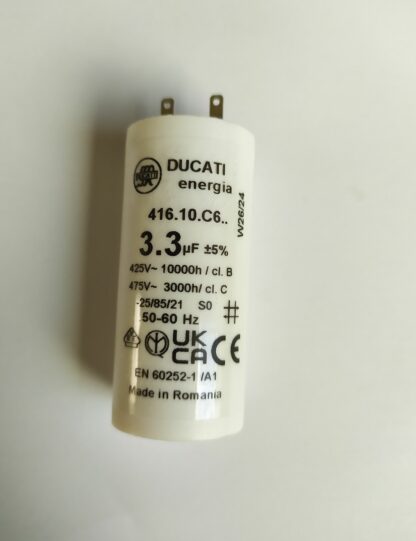 DUCATI
energia
416.10.C6..
W26/24
3.3µF ±5%
425V~ 10000h / cl. B
475V~ 3000h / cl. C
-25/85/21 S0
50-60 Hz
UK
CA CE
EN 60252-1 /A1
Made in Romania